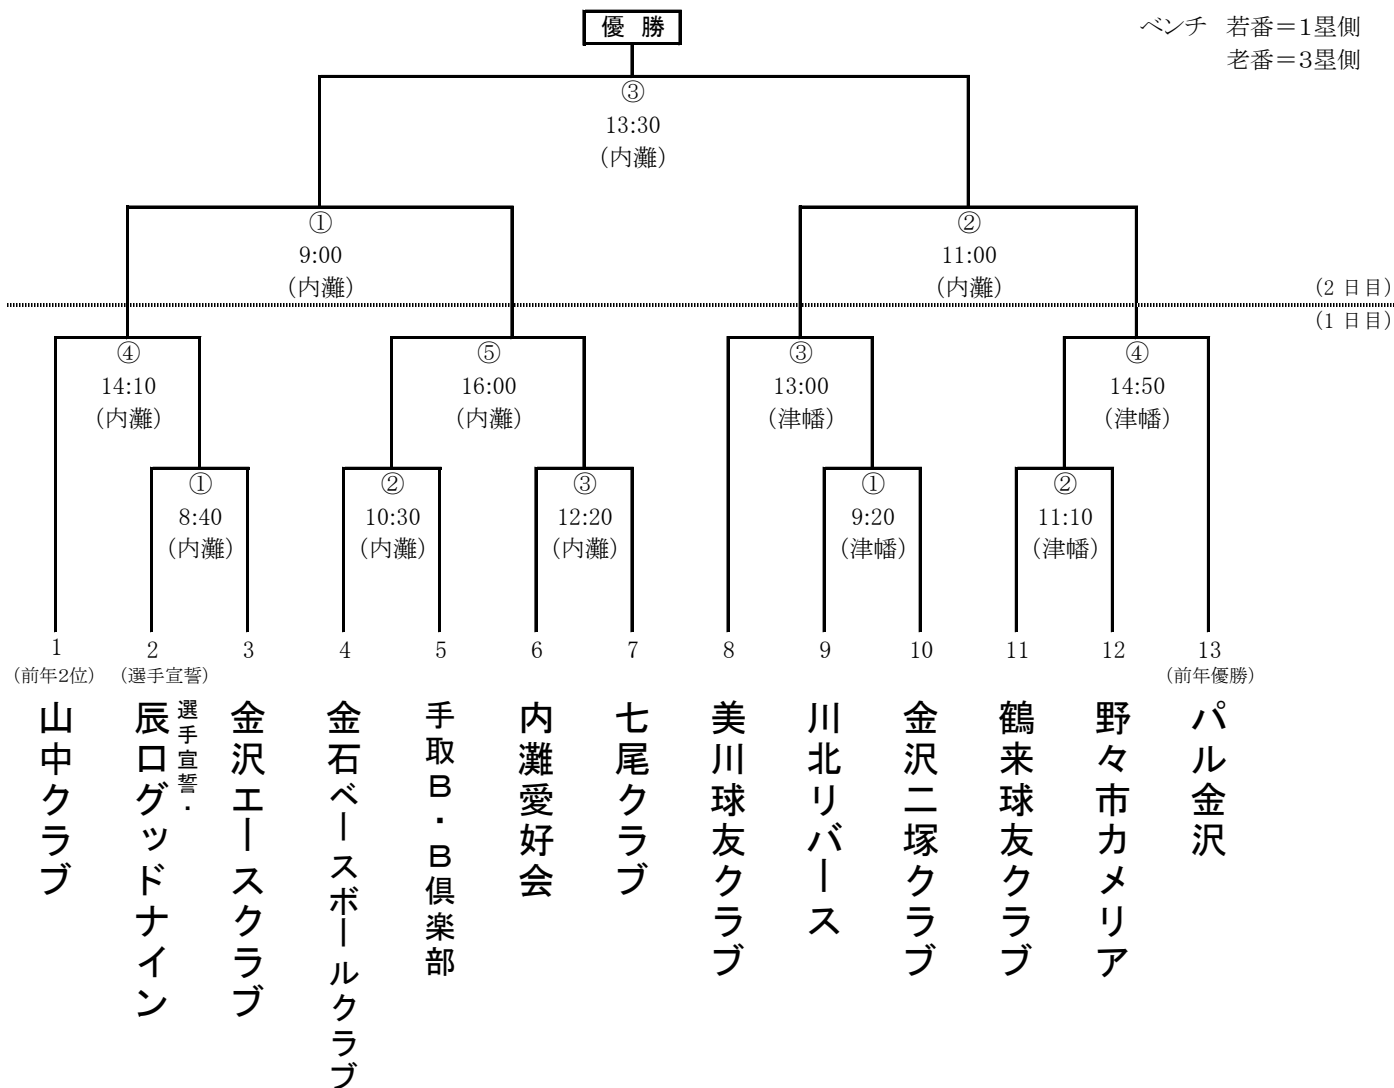 優 勝
ベンチ 若番＝1塁側
老番＝3塁側
③
13:30
（内灘）
①
9:00
（内灘）
②
11:00
（内灘）
（2 日目）
（1 日目）
④
14:10
（内灘）
⑤
16:00
（内灘）
③
13:00
（津幡）
④
14:50
（津幡）
①
8:40
（内灘）
②
10:30
（内灘）
③
12:20
（内灘）
①
9:20
（津幡）
②
11:10
（津幡）
1
（前年2位）
山中クラブ
2
（選手宣誓）
選手宣誓・
辰口グッドナイン
3
金沢エースクラブ
4
金石ベースボールクラブ
5
手取B・B倶楽部
6
内灘愛好会
7
七尾クラブ
8
美川球友クラブ
9
川北リバース
10
金沢二塚クラブ
11
鶴来球友クラブ
12
野々市カメリア
13
（前年優勝）
パル金沢